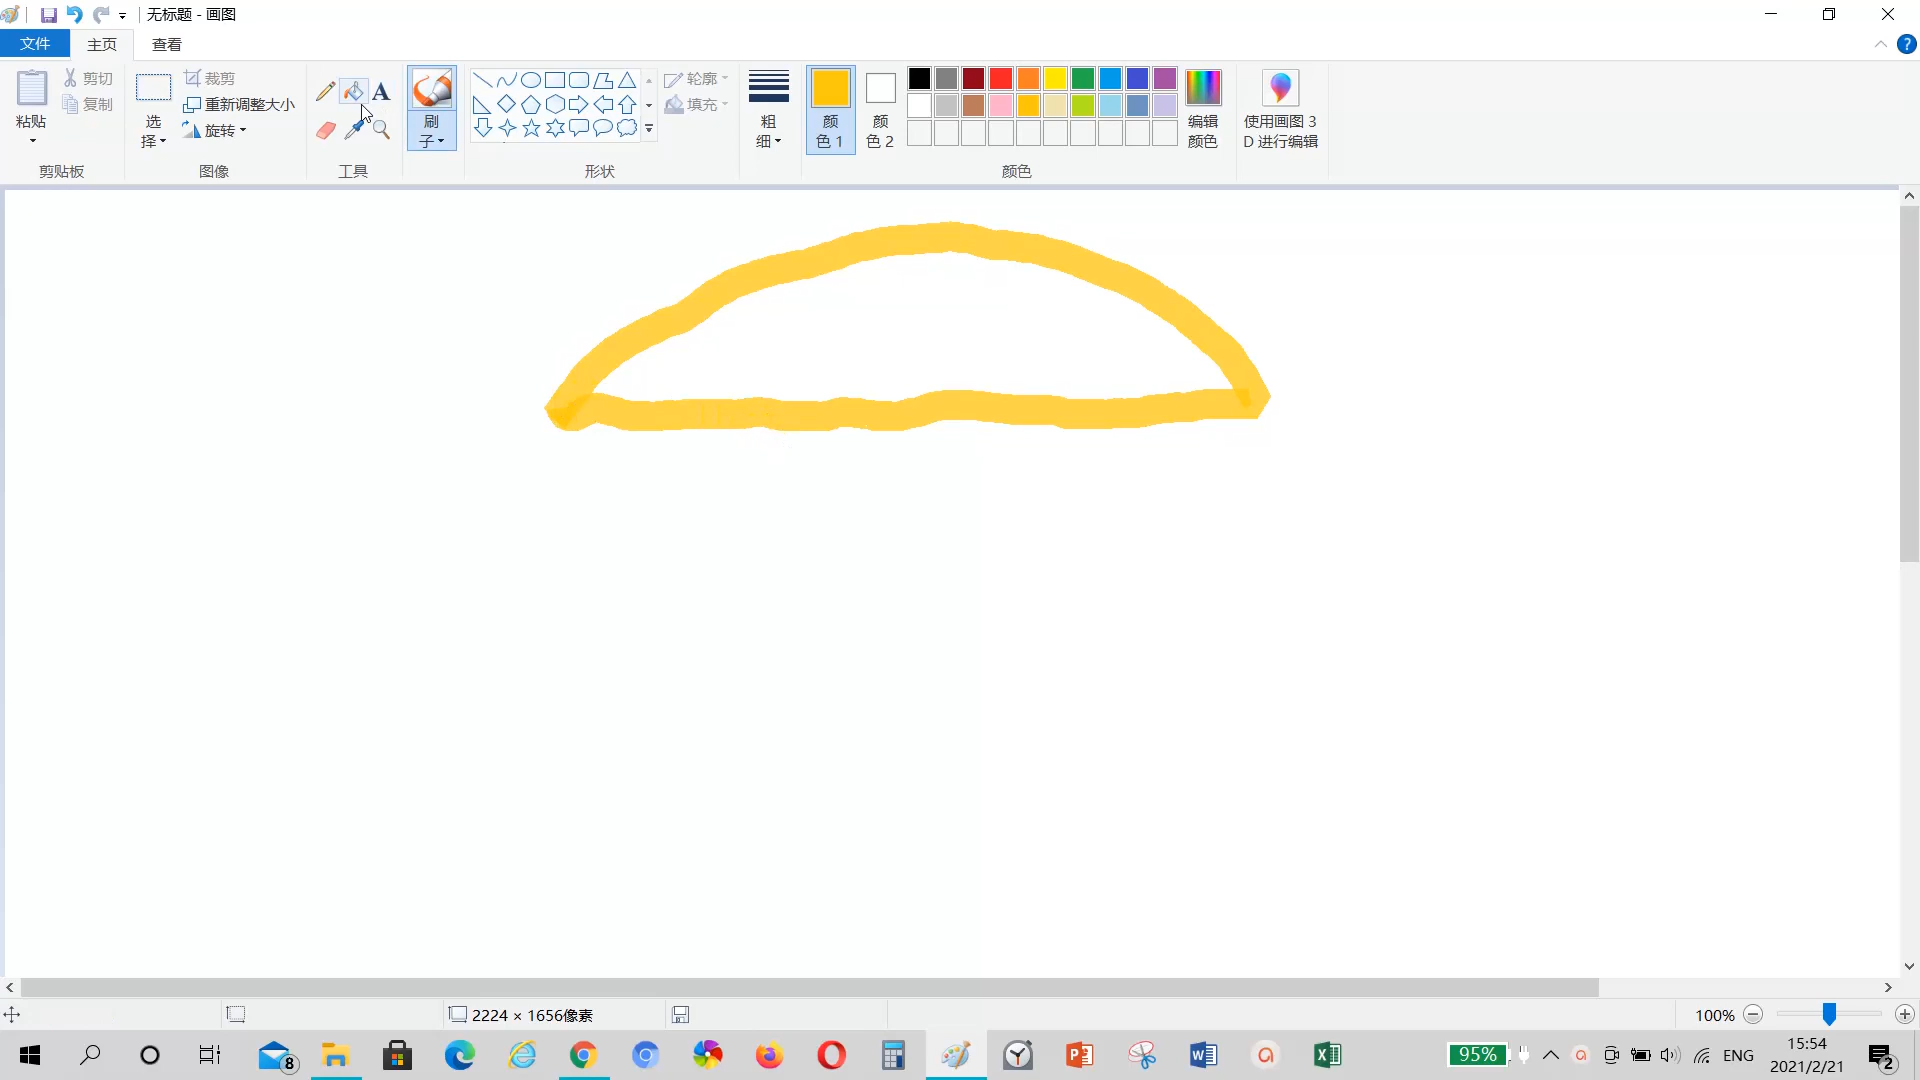 无标题 - 画图
文件 主页 查看
粘贴
剪切
复制
剪贴板
选
择
裁剪
重新调整大小
旋转
图像
A
工具
刷
子
形状
轮廓
填充
粗
细
颜
色 1
颜
色 2
编辑
颜色
颜色
使用画图 3
D 进行编辑
?
2224 × 1656像素
100%
8
95%
ENG
15:54
2021/2/21
2